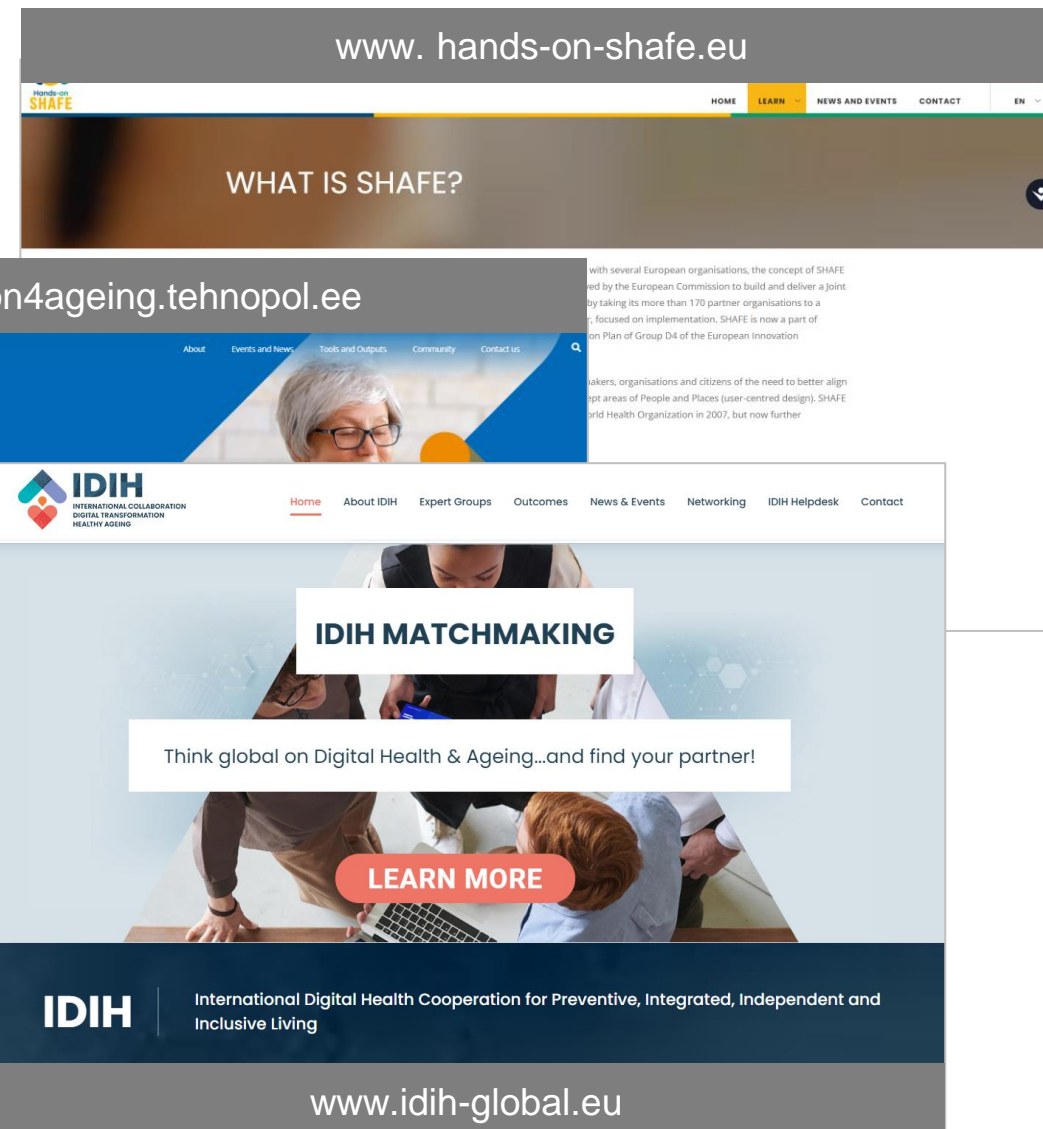 www. hands-on-shafe.eu
Hands-on
SHAFE
HOME LEARN NEWS AND EVENTS CONTACT EN
WHAT IS SHAFE?
with several European organisations, the concept of SHAFE
by the European Commission to build and deliver a Joint
by taking its more than 170 partner organisations to a
focused on implementation. SHAFE is now a part of
Plan of Group D4 of the European Innovation
organisations and citizens of the need to better align
areas of People and Places (user-centred design). SHAFE
Health Organization in 2007, but now further
on4ageing.tehnopol.ee
About Events and News Tools and Outputs Community Contact us
IDIH
INTERNATIONAL COLLABORATION
DIGITAL TRANSFORMATION
HEALTHY AGEING
Home About IDIH Expert Groups Outcomes News & Events Networking IDIH Helpdesk Contact
IDIH MATCHMAKING
Think global on Digital Health & Ageing...and find your partner!
LEARN MORE
IDIH
International Digital Health Cooperation for Preventive, Integrated, Independent and
Inclusive Living
www.idih-global.eu